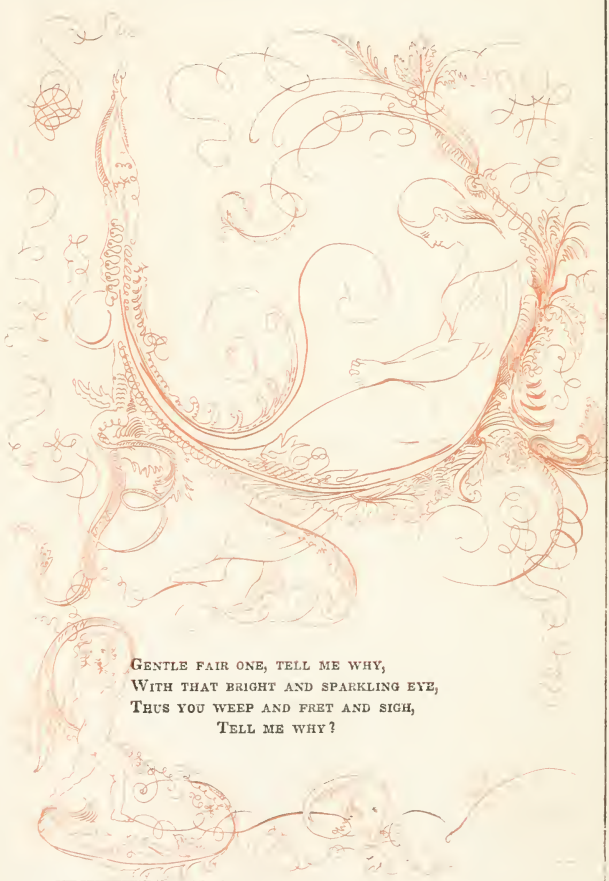 GENTLE FAIR ONE, TELL ME WHY,
WITH THAT BRIGHT AND SPARKLING EYE,
THUS YOU WEEP AND FRET AND SIGH,
TELL ME WHY?